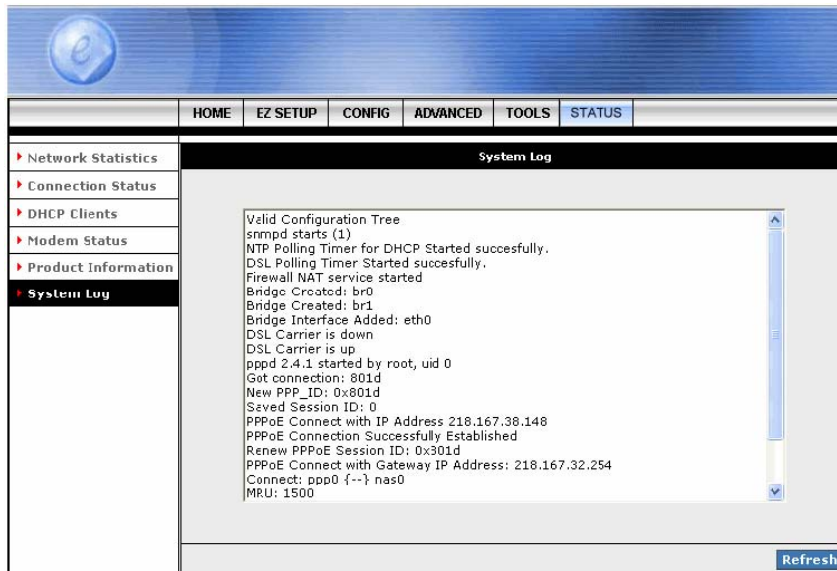 e
HOME EZ SETUP CONFIG ADVANCED TOOLS STATUS
Network Statistics
Connection Status
DHCP Clients
Modem Status
Product Information
System Log
System Log
Valid Configuration Tree
snmpd starts (1)
NTP Polling Timer for DHCP Started succesfully.
DSL Polling Timer Started succesfully.
Firewall NAT service started
Bridge Created: br0
Bridge Created: br1
Bridge Interface Added: eth0
DSL Carrier is down
DSL Carrier is up
pppd 2.4.1 started by root, uid 0
Got connection: 801d
New PPP_ID: 0x801d
Saved Session ID: 0
PPPoE Connect with IP Address 218.167.38.148
PPPoE Connection Successfully Established
Renew PPPoE Session ID: 0x301d
PPPoE Connect with Gateway IP Address: 218.167.32.254
Connect: ppp0 {--} nas0
MRU: 1500
Refresh